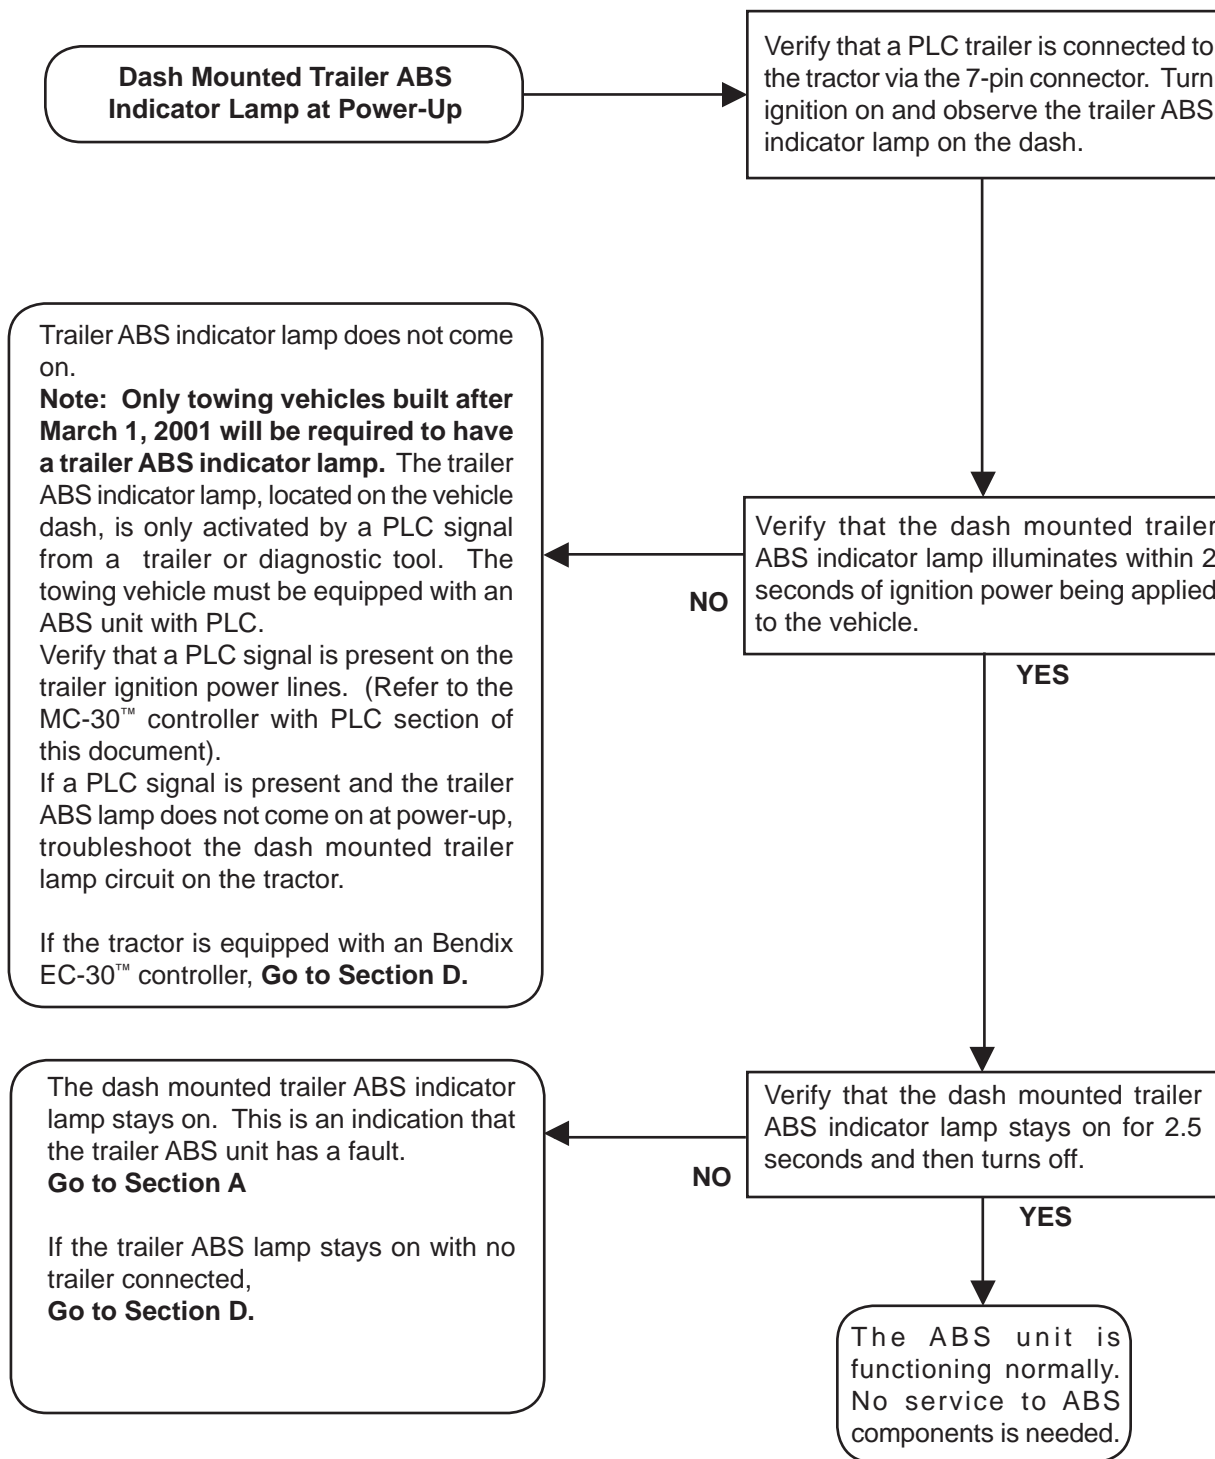 Dash Mounted Trailer ABS
Indicator Lamp at Power-Up
Verify that a PLC trailer is connected to
the tractor via the 7-pin connector.  Turn
ignition on and observe the trailer ABS
indicator lamp on the dash.
Verify that the dash mounted trailer
ABS indicator lamp illuminates within 2
seconds of ignition power being applied
to the vehicle.
NO
YES
Trailer ABS indicator lamp does not come
on.
Note:  Only towing vehicles built after
March 1, 2001 will be required to have
a trailer ABS indicator lamp.  The trailer
ABS indicator lamp, located on the vehicle
dash, is only activated by a PLC signal
from a  trailer or diagnostic tool.  The
towing vehicle must be equipped with an
ABS unit with PLC.
Verify that a PLC signal is present on the
trailer ignition power lines.  (Refer to the
MC-30™ controller with PLC section of
this document).
If a PLC signal is present and the trailer
ABS lamp does not come on at power-up,
troubleshoot the dash mounted trailer
lamp circuit on the tractor.
If the tractor is equipped with an Bendix
EC-30™ controller, Go to Section D.
Verify that the dash mounted trailer
ABS indicator lamp stays on for 2.5
seconds and then turns off.
NO
YES
The dash mounted trailer ABS indicator
lamp stays on.  This is an indication that
the trailer ABS unit has a fault.
Go to Section A
If the trailer ABS lamp stays on with no
trailer connected,
Go to Section D.
The ABS unit is
functioning normally.
No service to ABS
components is needed.